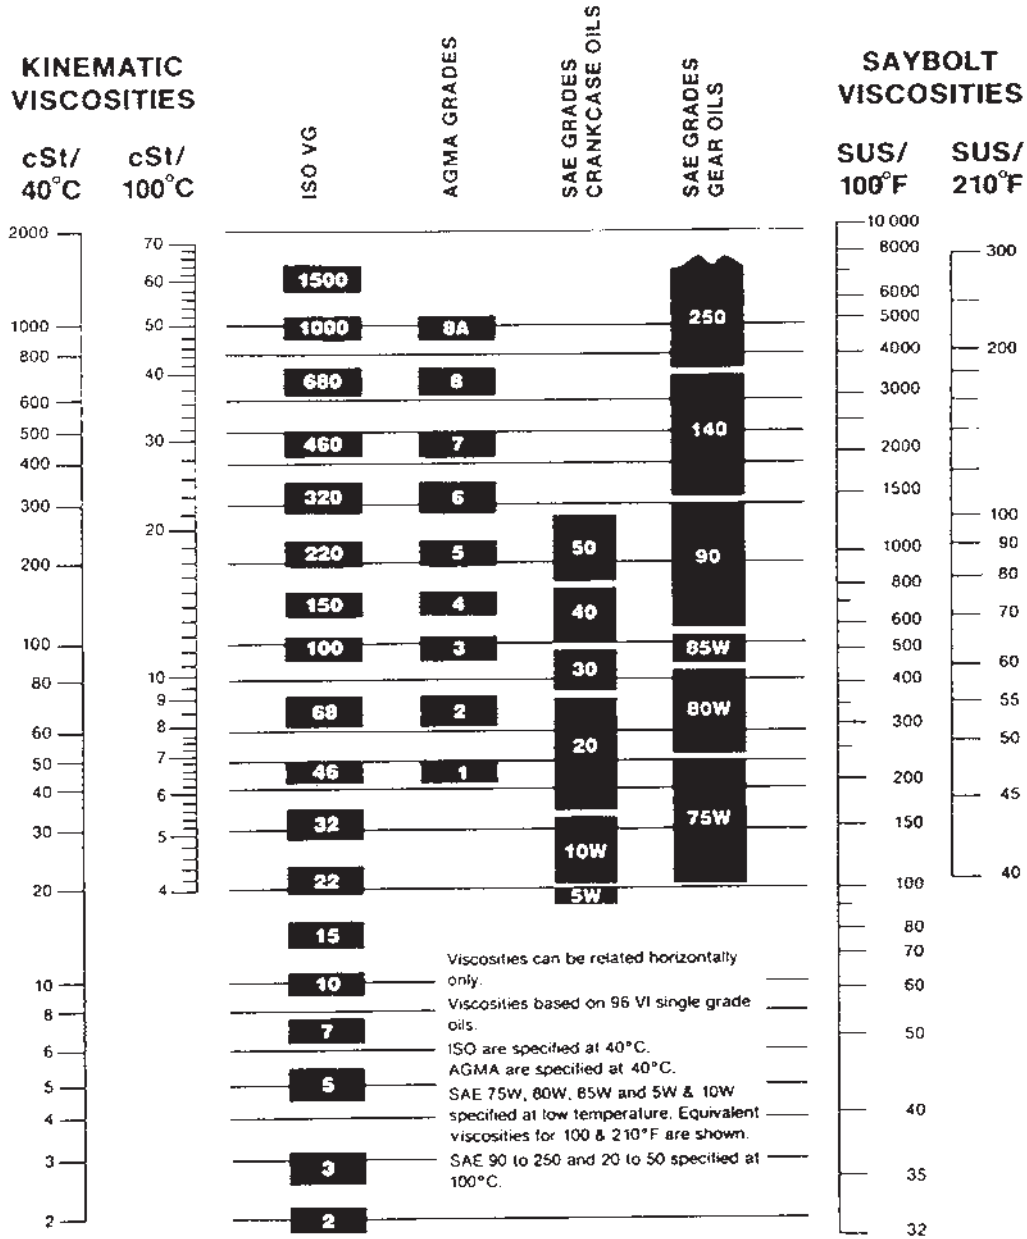 KINEMATIC
VISCOSITIES
cSt/
40°C
cSt/
100°C
ISO VG
AGMA GRADES
SAE GRADES
CRANKCASE OILS
SAE GRADES
GEAR OILS
SAYBOLT
VISCOSITIES
SUS/
100°F
SUS/
210°F
2000
1000
800
600
500
400
300
200
100
80
60
50
40
30
20
10
8
6
5
4
3
2
70
60
50
40
30
20
10
9
8
7
6
5
4
1500
1000
680
460
320
220
150
100
68
46
32
22
15
10
7
5
3
2
8A
8
7
6
5
4
3
2
1
50
40
30
20
10W
5W
250
140
90
85W
80W
75W
10 000
8000
6000
5000
4000
3000
2000
1500
1000
800
600
500
400
300
200
150
100
80
70
60
50
40
35
32
300
200
100
90
80
70
60
55
50
45
40
Viscosities can be related horizontally
only.
Viscosities based on 96 VI single grade
oils.
ISO are specified at 40°C.
AGMA are specified at 40°C.
SAE 75W, 80W, 85W and 5W & 10W
specified at low temperature. Equivalent
viscosities for 100 & 210°F are shown.
SAE 90 to 250 and 20 to 50 specified at
100°C.